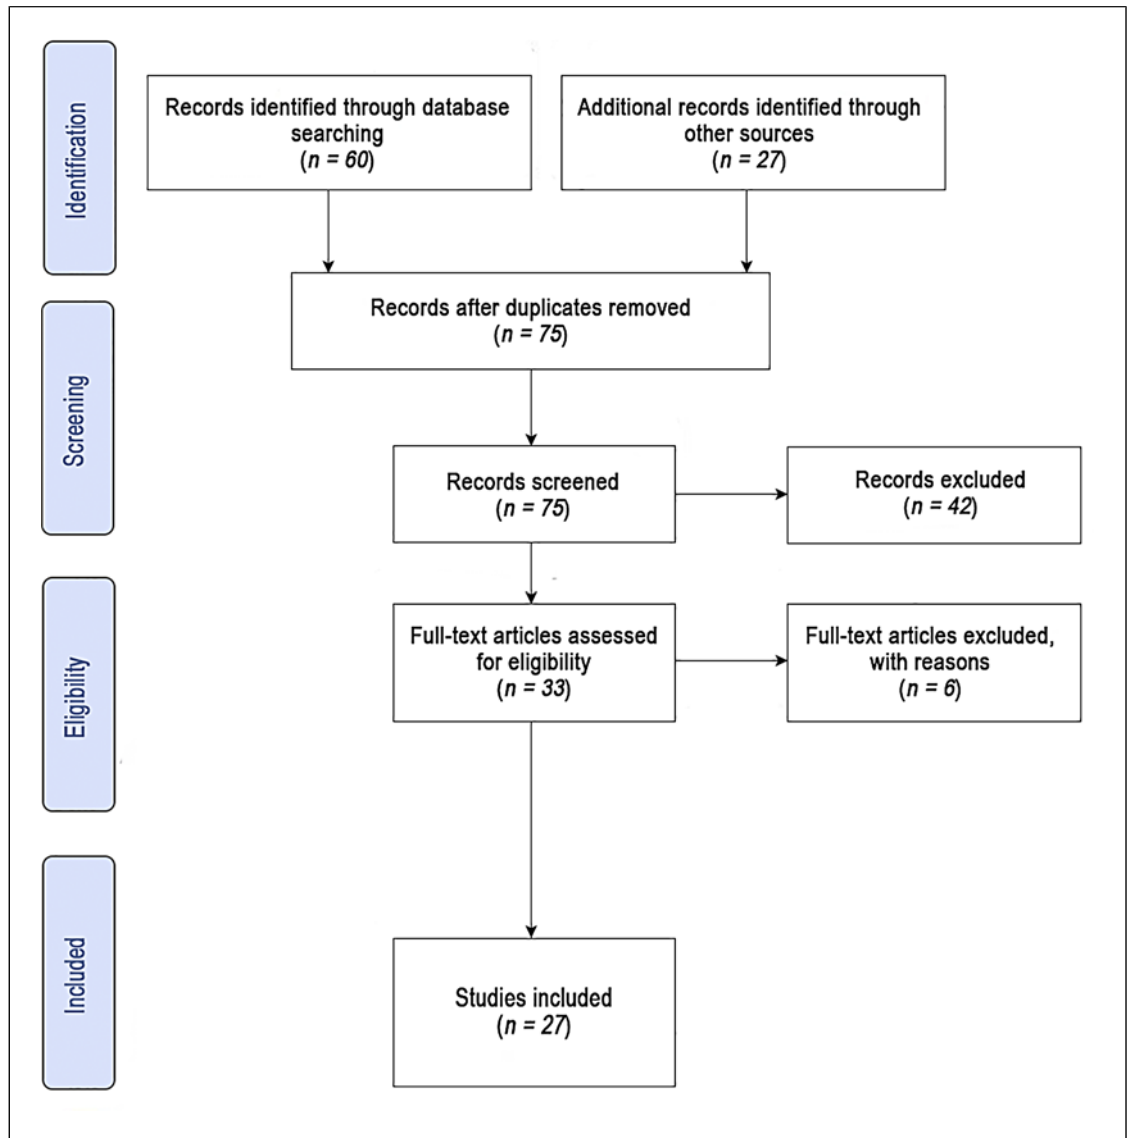 Identification
Records identified through database
searching
(n = 60)
Additional records identified through
other sources
(n = 27)
Records after duplicates removed
(n = 75)
Screening
Records screened
(n = 75)
Records excluded
(n = 42)
Eligibility
Full-text articles assessed
for eligibility
(n = 33)
Full-text articles excluded,
with reasons
(n = 6)
Included
Studies included
(n = 27)